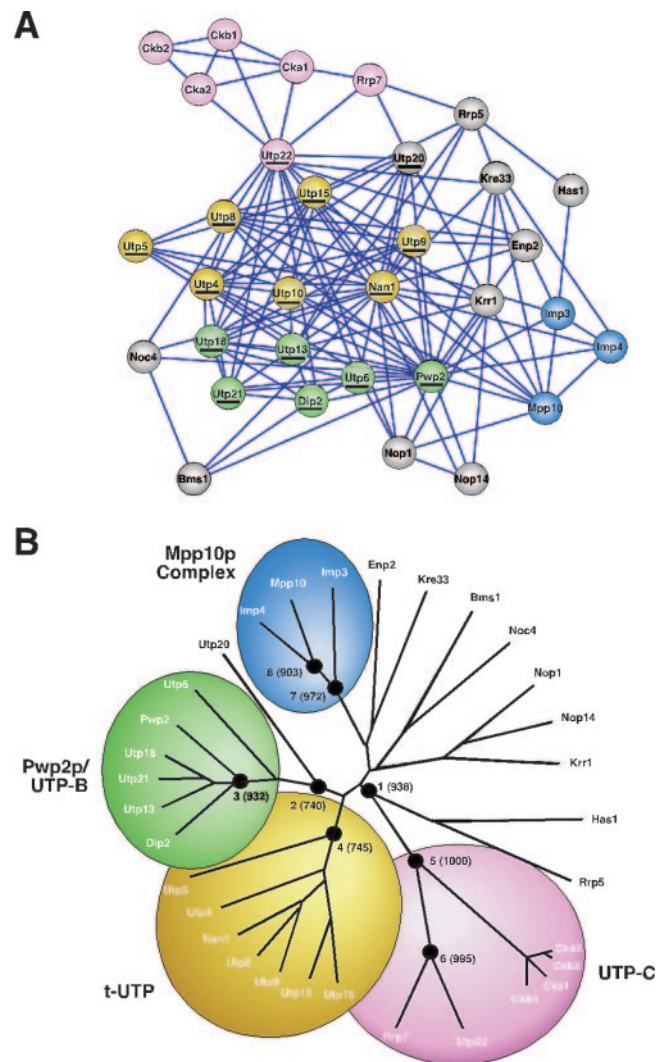 A
Ckb1
Ckb2
Cka1
Cka2
Rrp7
Rrp5
Utp22
Utp20
Kre33
Has1
Utp15
Utp8
Utp5
Utp9
Enp2
Utp4
Utp10
Nan1
Krr1
Imp3
Utp18
Utp13
Noc4
Imp4
Utp6
Pwp2
Utp21
Dip2
Mpp10
Nop1
Bms1
Nop14
B
Mpp10p
Complex
Imp3
Mpp10
Imp4
Enp2
Kre33
Bms1
Noc4
Utp20
8 (903)
7 (972)
Nop1
Nop14
Krr1
Utp6
Pwp2
Utp18
Utp21
Utp13
Dip2
Pwp2p/
UTP-B
3 (932)
2 (740)
1 (938)
4 (745)
Has1
Rrp5
5 (1000)
Utp5
Utp4
Nan1
Utp8
Utp9
Utp10
Utp15
t-UTP
6 (995)
Cka2
Ckb2
Cka1
Ckb1
UTP-C
Rrp7
Utp22